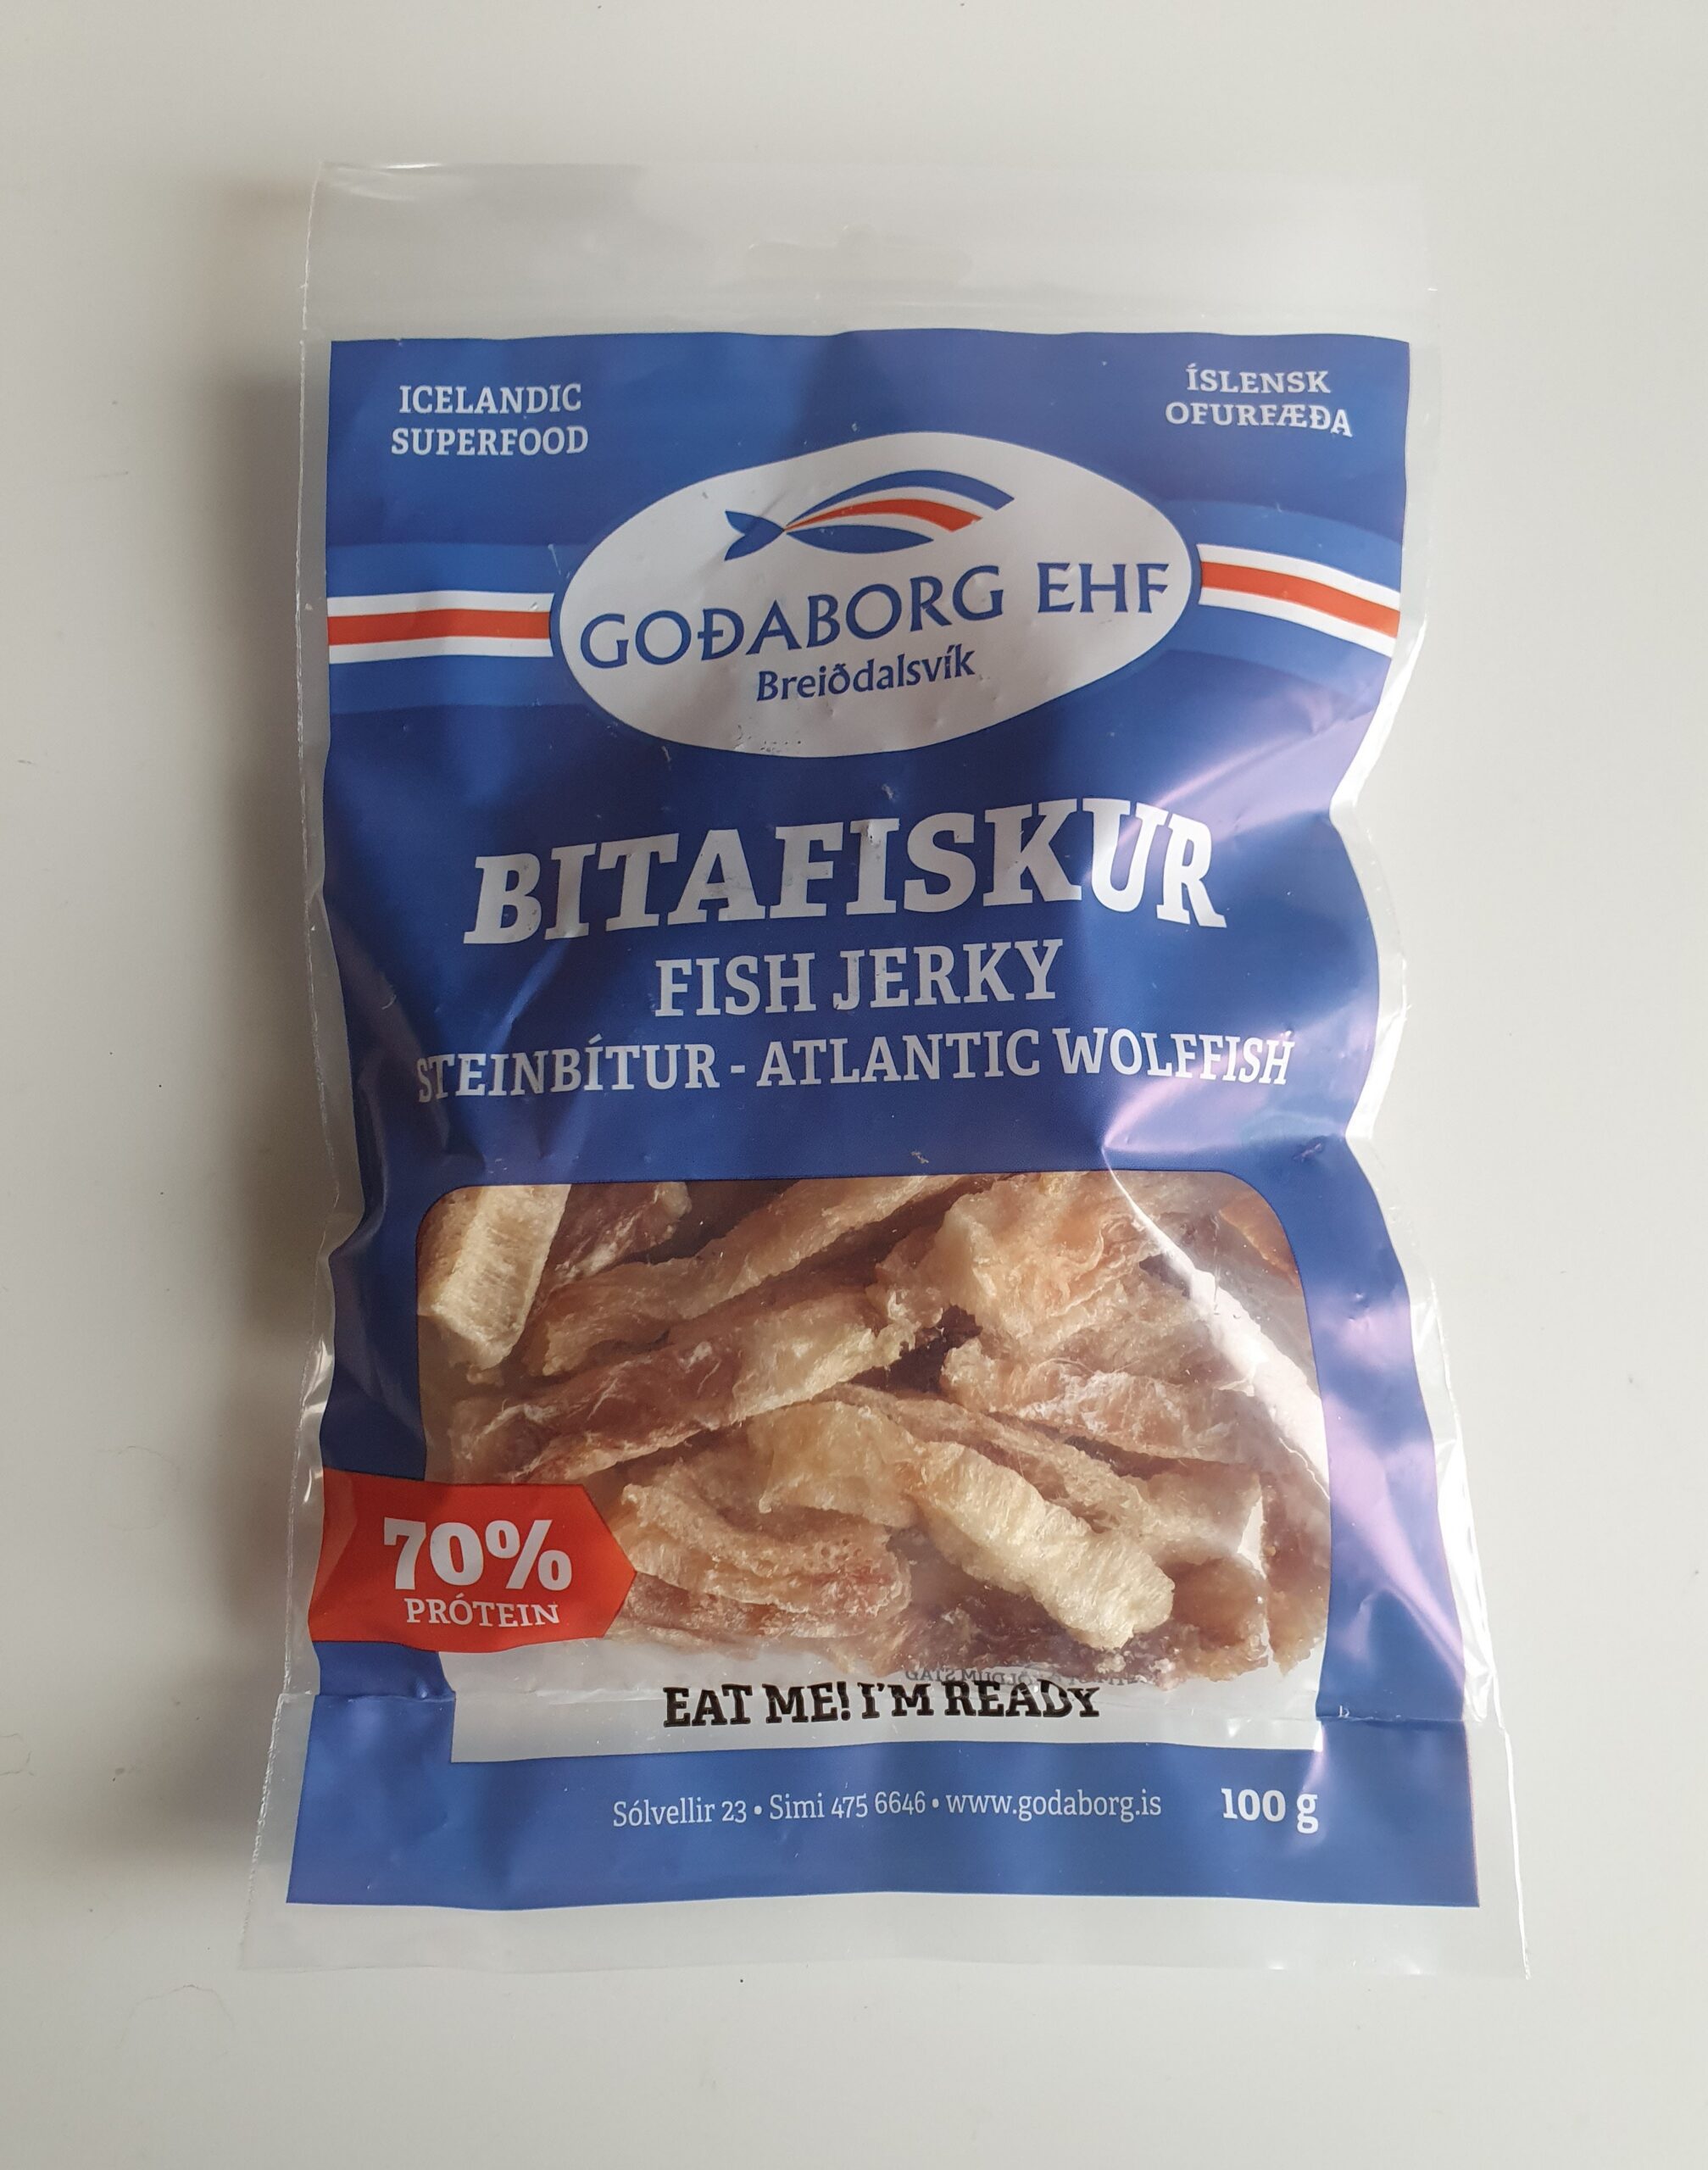 ICELANDIC
SUPERFOOD
ÍSLENSK
OFURFÆÐA
GOÐABORG EHF
Breiðdalsvík
BITAFISKUR
FISH JERKY
STEINBÍTUR - ATLANTIC WOLFFISH
70%
PRÓTEIN
EAT ME! I'M READY
Sólvellir 23 • Simi 475 6646 • www.godaborg.is
100 g